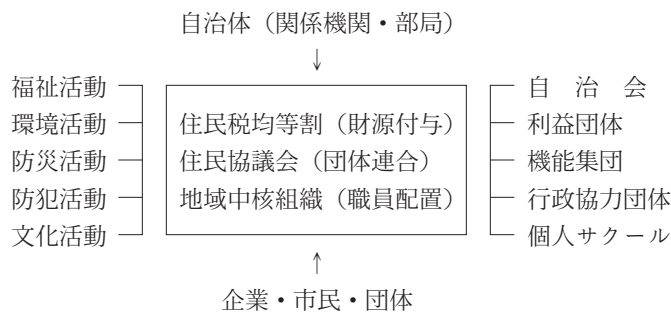 自治体（関係機関・部局）
福祉活動
環境活動
防災活動
防犯活動
文化活動
住民税均等割（財源付与）
住民協議会（団体連合）
地域中核組織（職員配置）
自　治　会
利益団体
機能集団
行政協力団体
個人サクール
企業・市民・団体